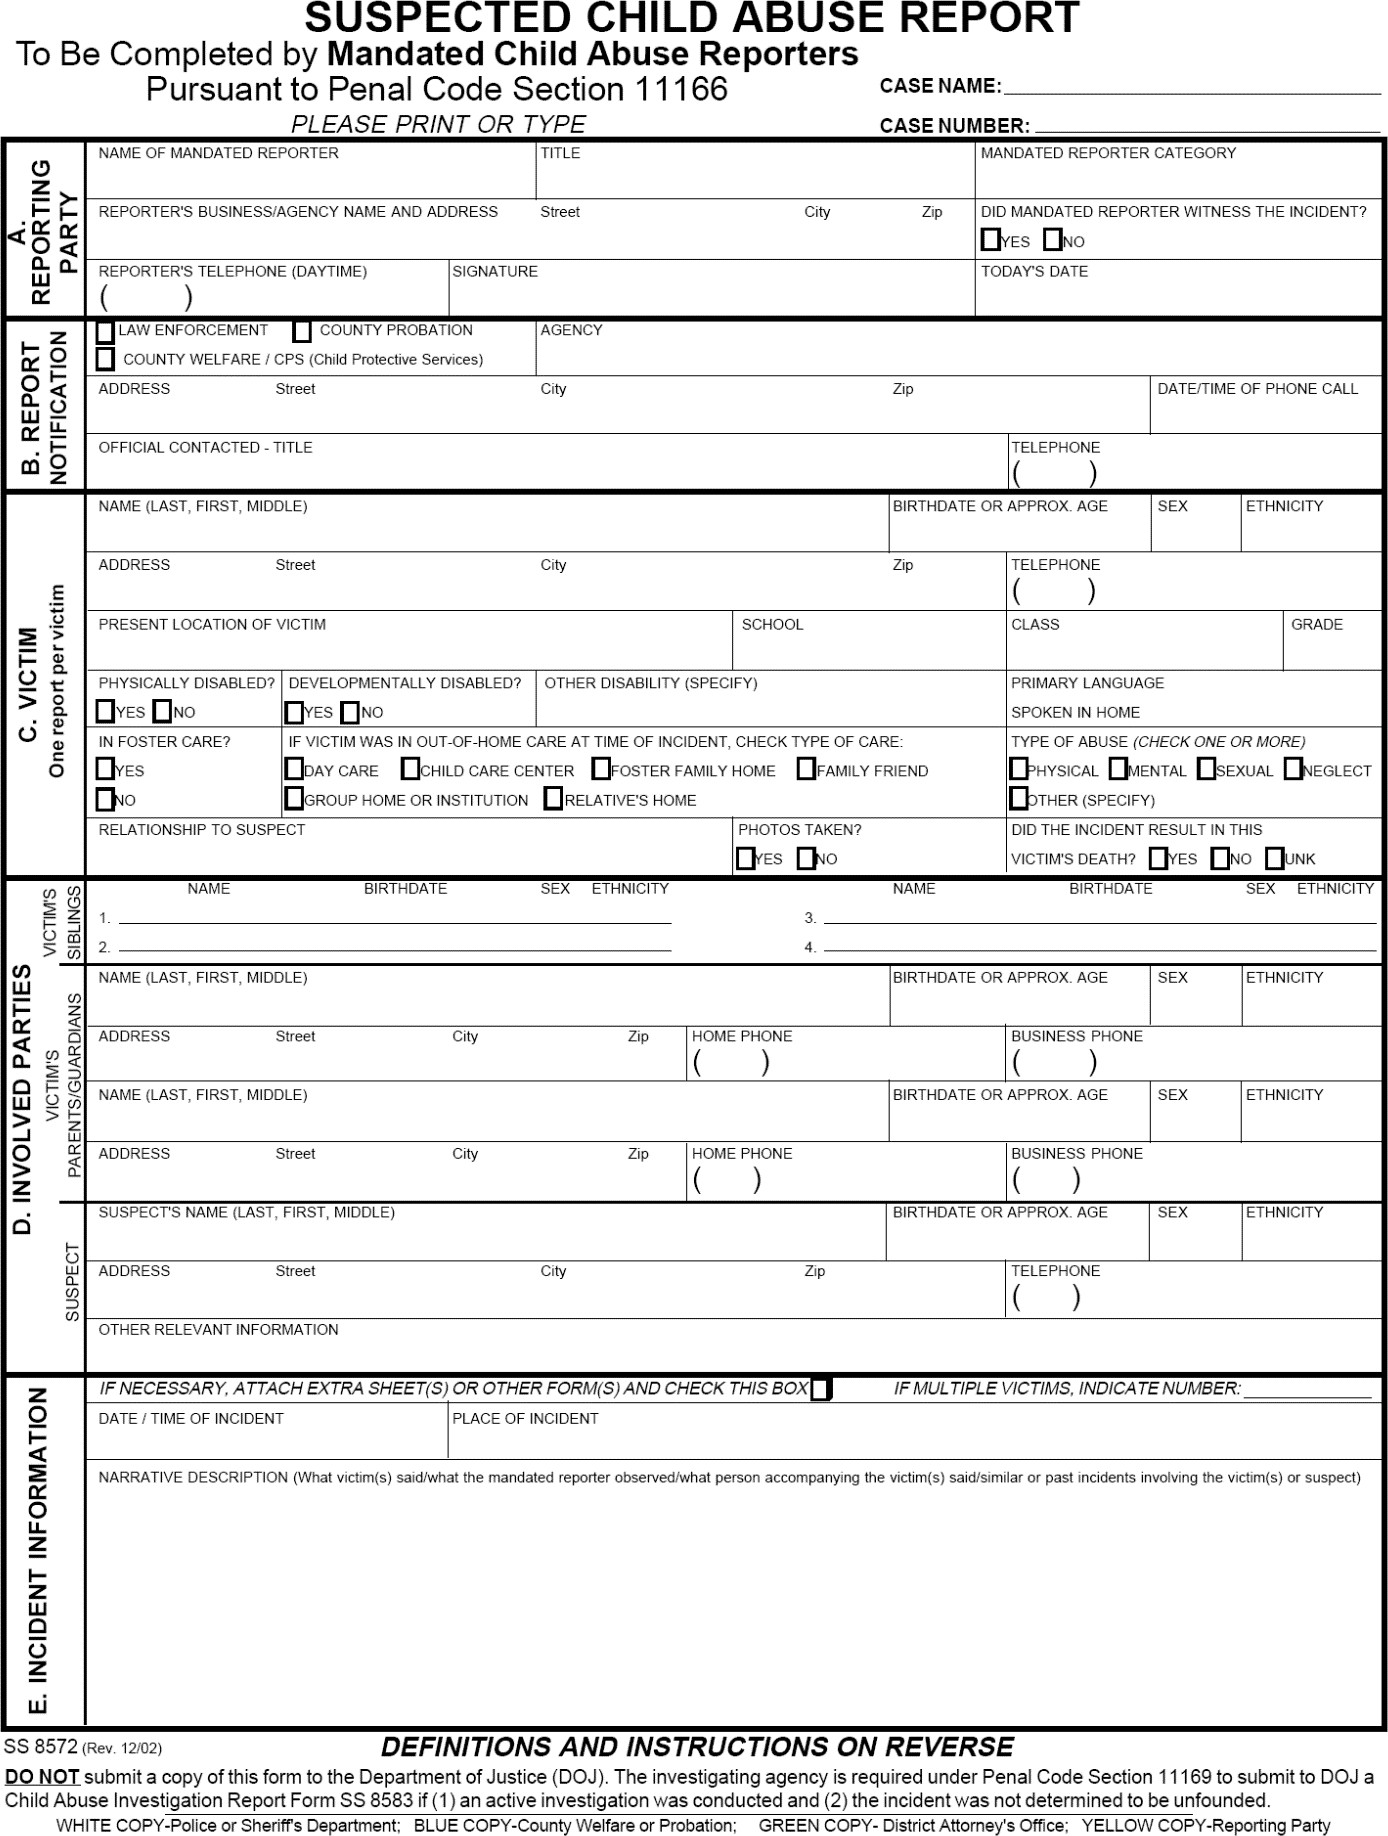 SUSPECTED CHILD ABUSE REPORT
To Be Completed by Mandated Child Abuse Reporters
Pursuant to Penal Code Section 11166
CASE NAME:
PLEASE PRINT OR TYPE
CASE NUMBER:
A. REPORTING PARTY
NAME OF MANDATED REPORTER TITLE MANDATED REPORTER CATEGORY
REPORTER'S BUSINESS/AGENCY NAME AND ADDRESS Street City Zip DID MANDATED REPORTER WITNESS THE INCIDENT?
YES NO
REPORTER'S TELEPHONE (DAYTIME) SIGNATURE TODAY'S DATE
( )
B. REPORT NOTIFICATION
LAW ENFORCEMENT COUNTY PROBATION AGENCY
COUNTY WELFARE / CPS (Child Protective Services)
ADDRESS Street City Zip DATE/TIME OF PHONE CALL
OFFICIAL CONTACTED - TITLE TELEPHONE
( )
C. VICTIM
One report per victim
NAME (LAST, FIRST, MIDDLE) BIRTHDATE OR APPROX. AGE SEX ETHNICITY
ADDRESS Street City Zip TELEPHONE
( )
PRESENT LOCATION OF VICTIM SCHOOL CLASS GRADE
PHYSICALLY DISABLED? DEVELOPMENTALLY DISABLED? OTHER DISABILITY (SPECIFY) PRIMARY LANGUAGE
YES NO YES NO SPOKEN IN HOME
IN FOSTER CARE? IF VICTIM WAS IN OUT-OF-HOME CARE AT TIME OF INCIDENT, CHECK TYPE OF CARE: TYPE OF ABUSE (CHECK ONE OR MORE)
YES DAY CARE CHILD CARE CENTER FOSTER FAMILY HOME FAMILY FRIEND PHYSICAL MENTAL SEXUAL NEGLECT
NO GROUP HOME OR INSTITUTION RELATIVE'S HOME OTHER (SPECIFY)
RELATIONSHIP TO SUSPECT PHOTOS TAKEN? DID THE INCIDENT RESULT IN THIS
YES NO VICTIM'S DEATH? YES NO UNK
D. INVOLVED PARTIES
VICTIM'S SIBLINGS
NAME BIRTHDATE SEX ETHNICITY NAME BIRTHDATE SEX ETHNICITY
1. 3.
2. 4.
VICTIM'S PARENTS/GUARDIANS
NAME (LAST, FIRST, MIDDLE) BIRTHDATE OR APPROX. AGE SEX ETHNICITY
ADDRESS Street City Zip HOME PHONE BUSINESS PHONE
( ) ( )
NAME (LAST, FIRST, MIDDLE) BIRTHDATE OR APPROX. AGE SEX ETHNICITY
ADDRESS Street City Zip HOME PHONE BUSINESS PHONE
( ) ( )
SUSPECT
SUSPECT'S NAME (LAST, FIRST, MIDDLE) BIRTHDATE OR APPROX. AGE SEX ETHNICITY
ADDRESS Street City Zip TELEPHONE
( )
OTHER RELEVANT INFORMATION
E. INCIDENT INFORMATION
IF NECESSARY, ATTACH EXTRA SHEET(S) OR OTHER FORM(S) AND CHECK THIS BOX IF MULTIPLE VICTIMS, INDICATE NUMBER:
DATE / TIME OF INCIDENT PLACE OF INCIDENT
NARRATIVE DESCRIPTION (What victim(s) said/what the mandated reporter observed/what person accompanying the victim(s) said/similar or past incidents involving the victim(s) or suspect)
SS 8572 (Rev. 12/02) DEFINITIONS AND INSTRUCTIONS ON REVERSE
DO NOT submit a copy of this form to the Department of Justice (DOJ). The investigating agency is required under Penal Code Section 11169 to submit to DOJ a
Child Abuse Investigation Report Form SS 8583 if (1) an active investigation was conducted and (2) the incident was not determined to be unfounded.
WHITE COPY-Police or Sheriff's Department; BLUE COPY-County Welfare or Probation; GREEN COPY- District Attorney's Office; YELLOW COPY-Reporting Party